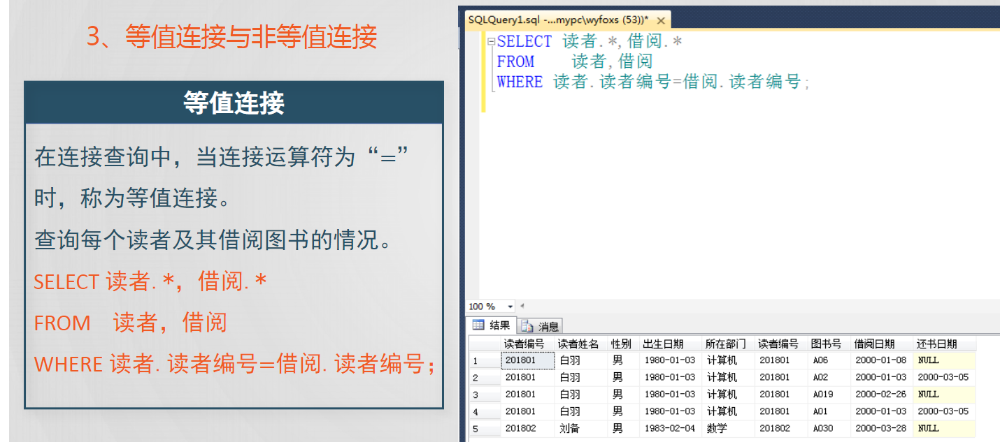 3、等值连接与非等值连接
等值连接
在连接查询中，当连接运算符为“=”
时，称为等值连接。
查询每个读者及其借阅图书的情况。
SELECT 读者.*，借阅.*
FROM 读者，借阅
WHERE 读者.读者编号=借阅.读者编号；
SQLQuery1.sql -...mypc\wyfoxs (53))*
SELECT 读者.*,借阅.*
FROM 读者,借阅
WHERE 读者.读者编号=借阅.读者编号;
100 %
结果 消息
读者编号 读者姓名 性别 出生日期 所在部门 读者编号 图书号 借阅日期 还书日期
1 201801 白羽 男 1980-01-03 计算机 201801 A06 2000-01-08 NULL
2 201801 白羽 男 1980-01-03 计算机 201801 A02 2000-01-03 2000-03-05
3 201801 白羽 男 1980-01-03 计算机 201801 A019 2000-02-26 NULL
4 201801 白羽 男 1980-01-03 计算机 201801 A01 2000-01-03 2000-03-05
5 201802 刘备 男 1983-02-04 数学 201802 A030 2000-03-28 NULL